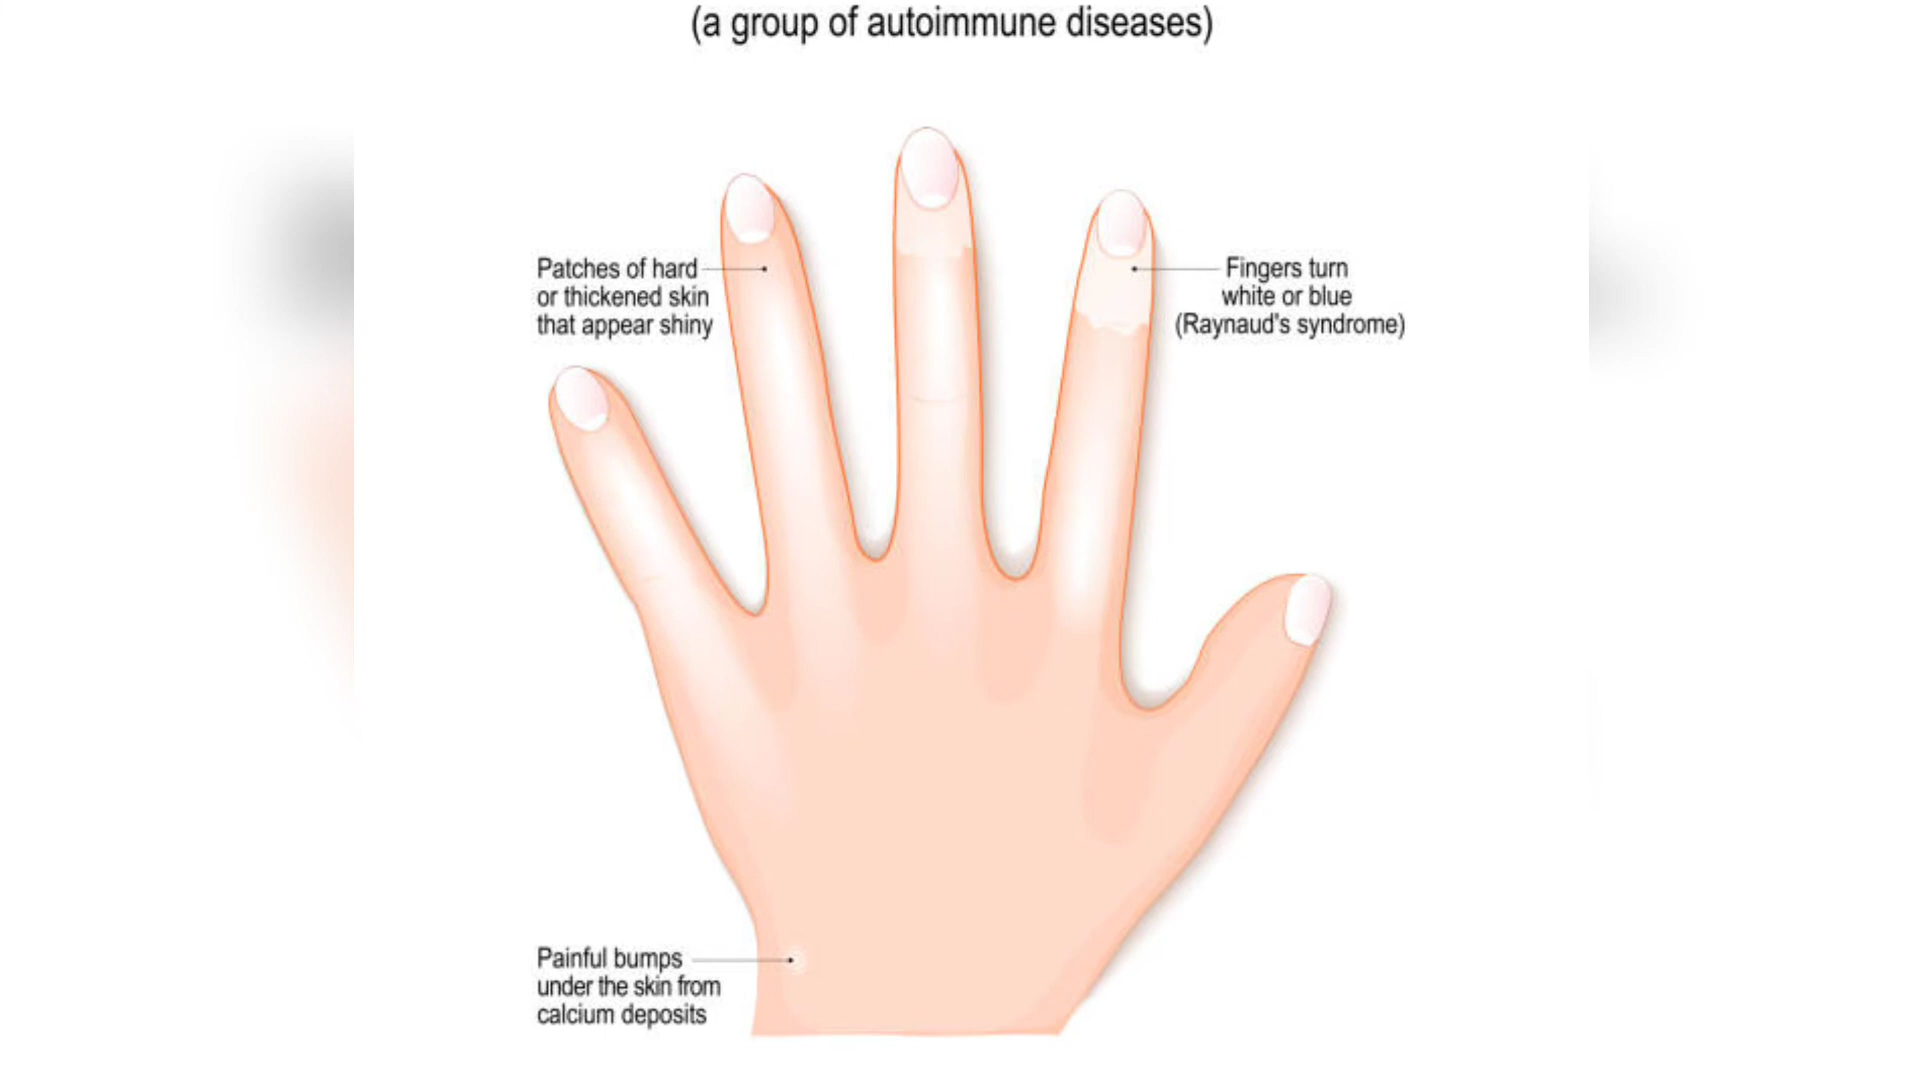 (a group of autoimmune diseases)
Patches of hard
or thickened skin
that appear shiny
Fingers turn
white or blue
(Raynaud's syndrome)
Painful bumps
under the skin from
calcium deposits